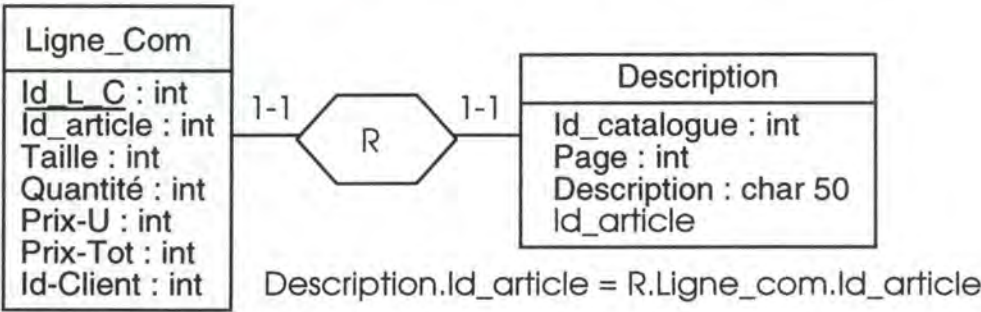 Ligne_Com
Id_L_C : int
Id_article : int
Taille : int
Quantité : int
Prix-U : int
Prix-Tot : int
Id-Client : int
1-1
R
1-1
Description
Id_catalogue : int
Page : int
Description : char 50
Id_article
Description.Id_article = R.Ligne_com.Id_article